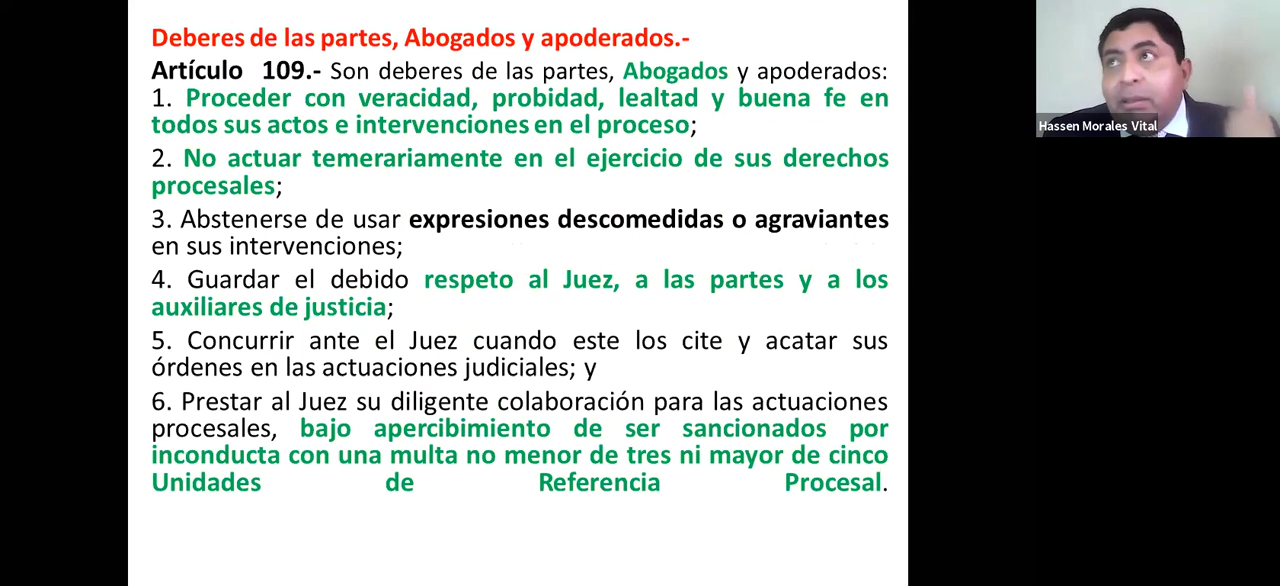 Deberes de las partes, Abogados y apoderados.-
Artículo 109.- Son deberes de las partes, Abogados y apoderados:
1. Proceder con veracidad, probidad, lealtad y buena fe en
todos sus actos e intervenciones en el proceso;
2. No actuar temerariamente en el ejercicio de sus derechos
procesales;
3. Abstenerse de usar expresiones descomedidas o agraviantes
en sus intervenciones;
4. Guardar el debido respeto al Juez, a las partes y a los
auxiliares de justicia;
5. Concurrir ante el Juez cuando este los cite y acatar sus
órdenes en las actuaciones judiciales; y
6. Prestar al Juez su diligente colaboración para las actuaciones
procesales, bajo apercibimiento de ser sancionados por
inconducta con una multa no menor de tres ni mayor de cinco
Unidades de Referencia Procesal.
Hassen Morales Vital